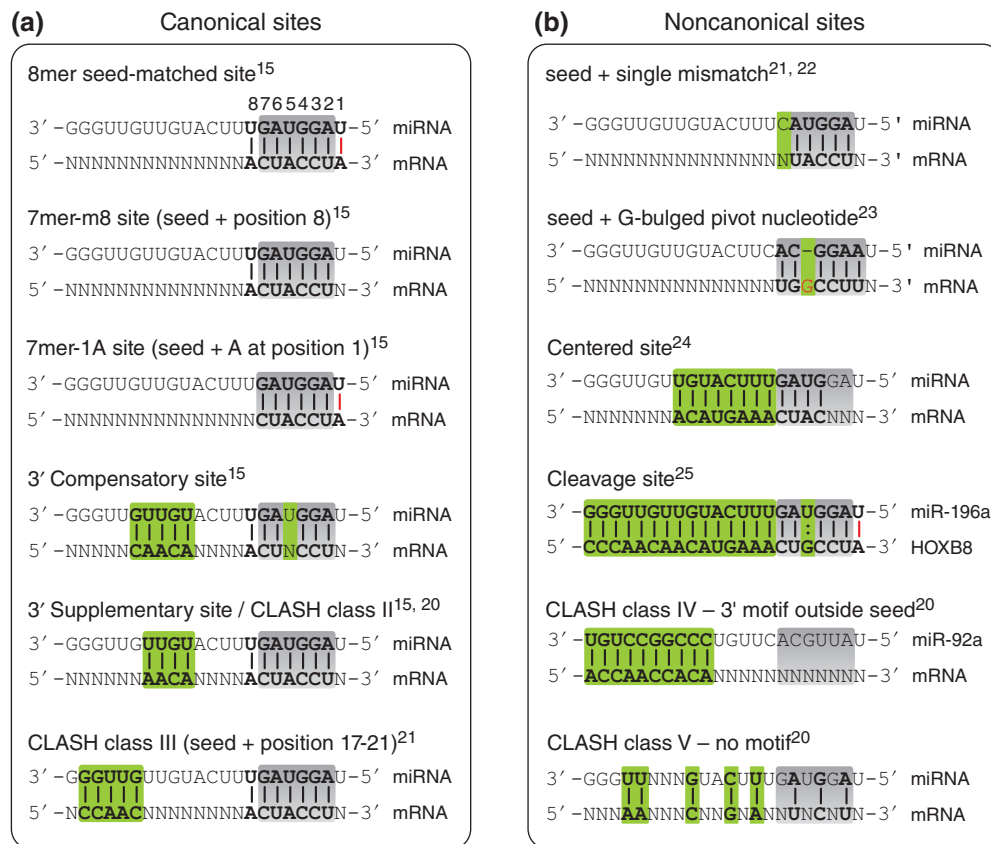 (a) Canonical sites
8mer seed-matched site15
87654321
3′-GGGUUGUUGUACUUUGAUGGAU-5′ miRNA
5′-NNNNNNNNNNNNNNACUACCUA-3′ mRNA
7mer-m8 site (seed + position 8)15
3′-GGGUUGUUGUACUUUGAUGGAU-5′ miRNA
5′-NNNNNNNNNNNNNNACUACCUN-3′ mRNA
7mer-1A site (seed + A at position 1)15
3′-GGGUUGUUGUACUUUGAUGGAU-5′ miRNA
5′-NNNNNNNNNNNNNNNCUACCUA-3′ mRNA
3′ Compensatory site15
3′-GGGUUGUUGUACUUUGAUGGAU-5′ miRNA
5′-NNNNNCAACANNNNACUNCCUN-3′ mRNA
3′ Supplementary site / CLASH class II15, 20
3′-GGGUUGUUGUACUUUGAUGGAU-5′ miRNA
5′-NNNNNNAACANNNNACUACCUN-3′ mRNA
CLASH class III (seed + position 17-21)21
3′-GGGUUGUUGUACUUUGAUGGAU-5′ miRNA
5′-NCCAACNNNNNNNNACUACCUN-3′ mRNA
(b) Noncanonical sites
seed + single mismatch21, 22
3′-GGGUUGUUGUACUUUCAUGGAU-5' miRNA
5′-NNNNNNNNNNNNNNNNUACCUN-3' mRNA
seed + G-bulged pivot nucleotide23
3′-GGGUUGUUGUACUUCAC-GGAAU-5' miRNA
5′-NNNNNNNNNNNNNNNUGGCCUUN-3' mRNA
Centered site24
3′-GGGUUGUUGUACUUUGAUGGAU-5′ miRNA
5′-NNNNNNNACAUGAAACUACNNN-3′ mRNA
Cleavage site25
3′-GGGUUGUUGUACUUUGAUGGAU-5′ miR-196a
:
5′-CCCAACAACAUGAAACUGCCUA-3′ HOXB8
CLASH class IV – 3' motif outside seed20
3′-UGUCCGGCCCUGUUCACGUUAU-5′ miR-92a
5′-ACCAACCACANNNNNNNNNNNN-3′ mRNA
CLASH class V – no motif20
3′-GGGUUNNNGUACUUUGAUGGAU-5′ miRNA
5′-NNNAANNNCNNGNANNUNCNUN-3′ mRNA